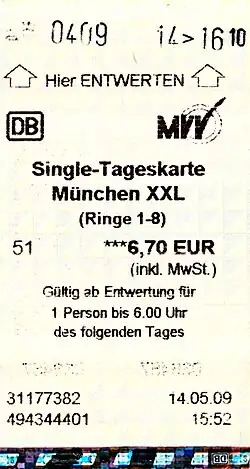 0409 14>1610
Hier ENTWERTEN
DB MVV
Single-Tageskarte
München XXL
(Ringe 1-8)
51 ***6,70 EUR
(inkl. MwSt.)
Gültig ab Entwertung für
1 Person bis 6.00 Uhr
des folgenden Tages
31177382 14.05.09
494344401 15:52